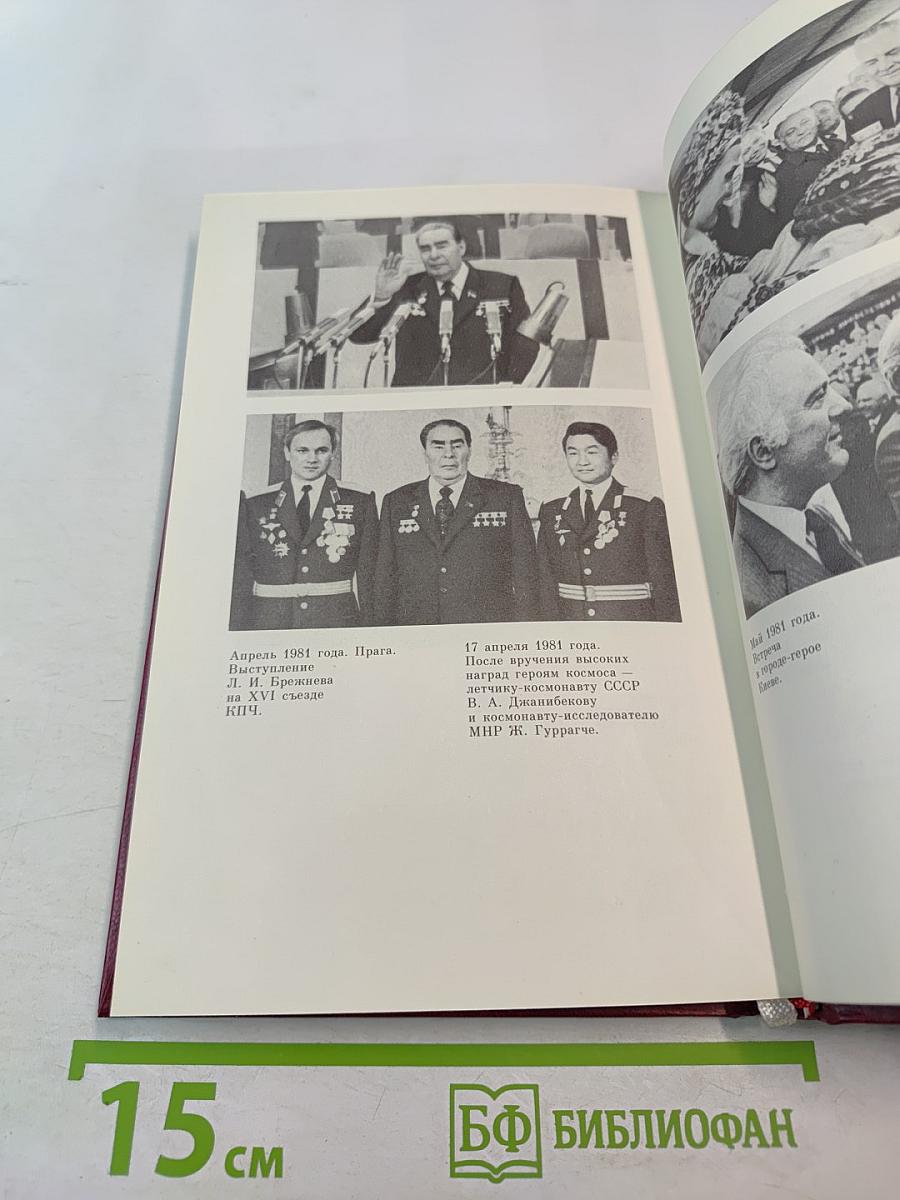 Апрель 1981 года. Прага.
Выступление
Л. И. Брежнева
на XVI съезде
КПЧ.
17 апреля 1981 года.
После вручения высоких
наград героям космоса —
летчику-космонавту СССР
В. А. Джанибекову
и космонавту-исследователю
МНР Ж. Гуррагче.
Май 1981 года.
Встреча
в городе-герое
Киеве.
15 см
БФ БИБЛИОФАН